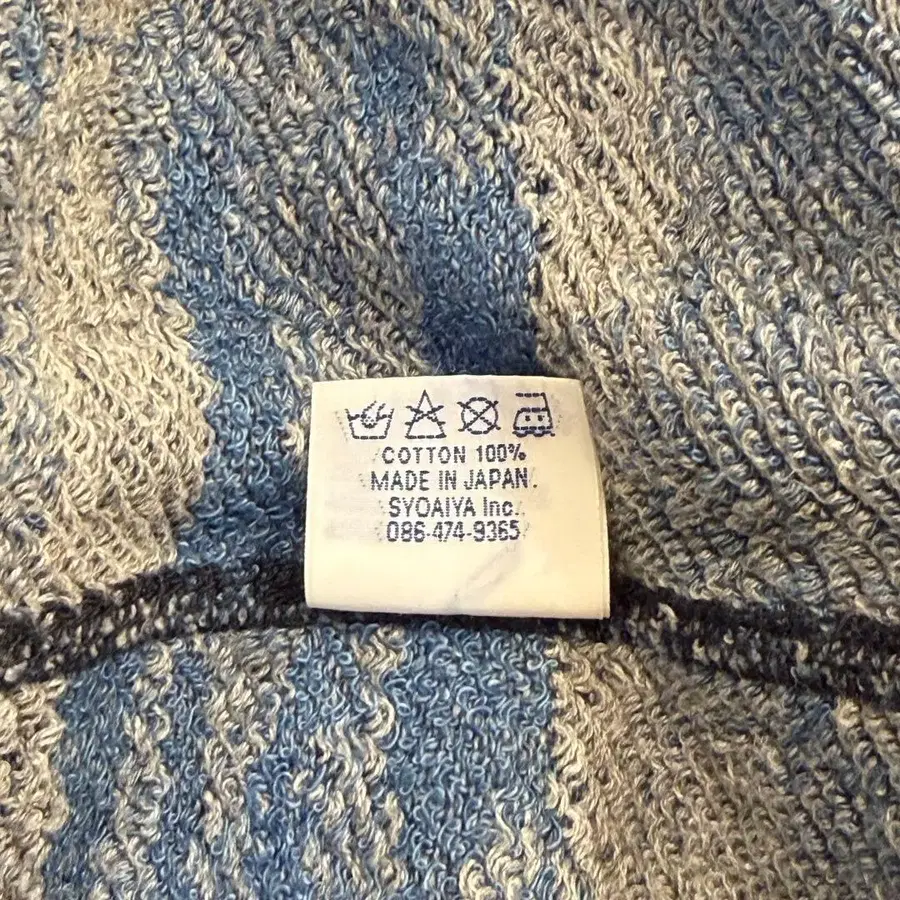 COTTON 100%
MADE IN JAPAN.
SYOAIYA Inc.
086-474-9365